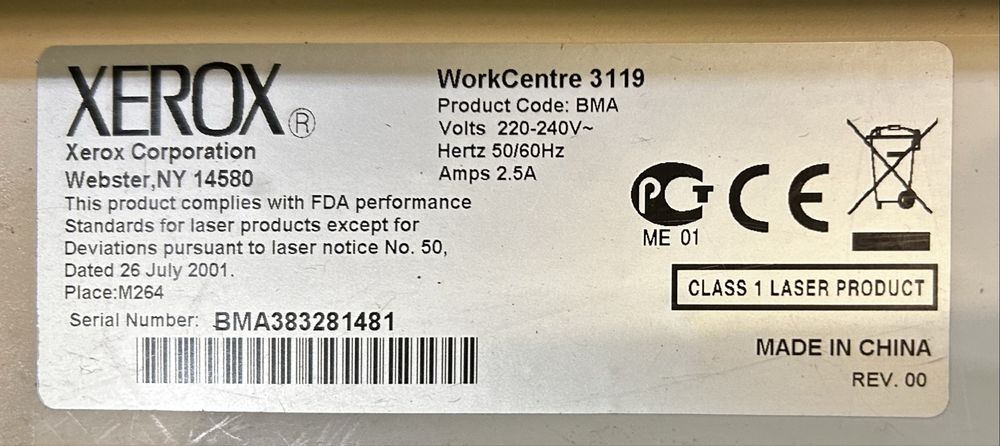 XEROX®
Xerox Corporation
Webster,NY 14580
This product complies with FDA performance
Standards for laser products except for
Deviations pursuant to laser notice No. 50,
Dated 26 July 2001.
Place:M264
Serial Number: BMA383281481
WorkCentre 3119
Product Code: BMA
Volts 220-240V~
Hertz 50/60Hz
Amps 2.5A
РСТ
ME 01
CE
CLASS 1 LASER PRODUCT
MADE IN CHINA
REV. 00